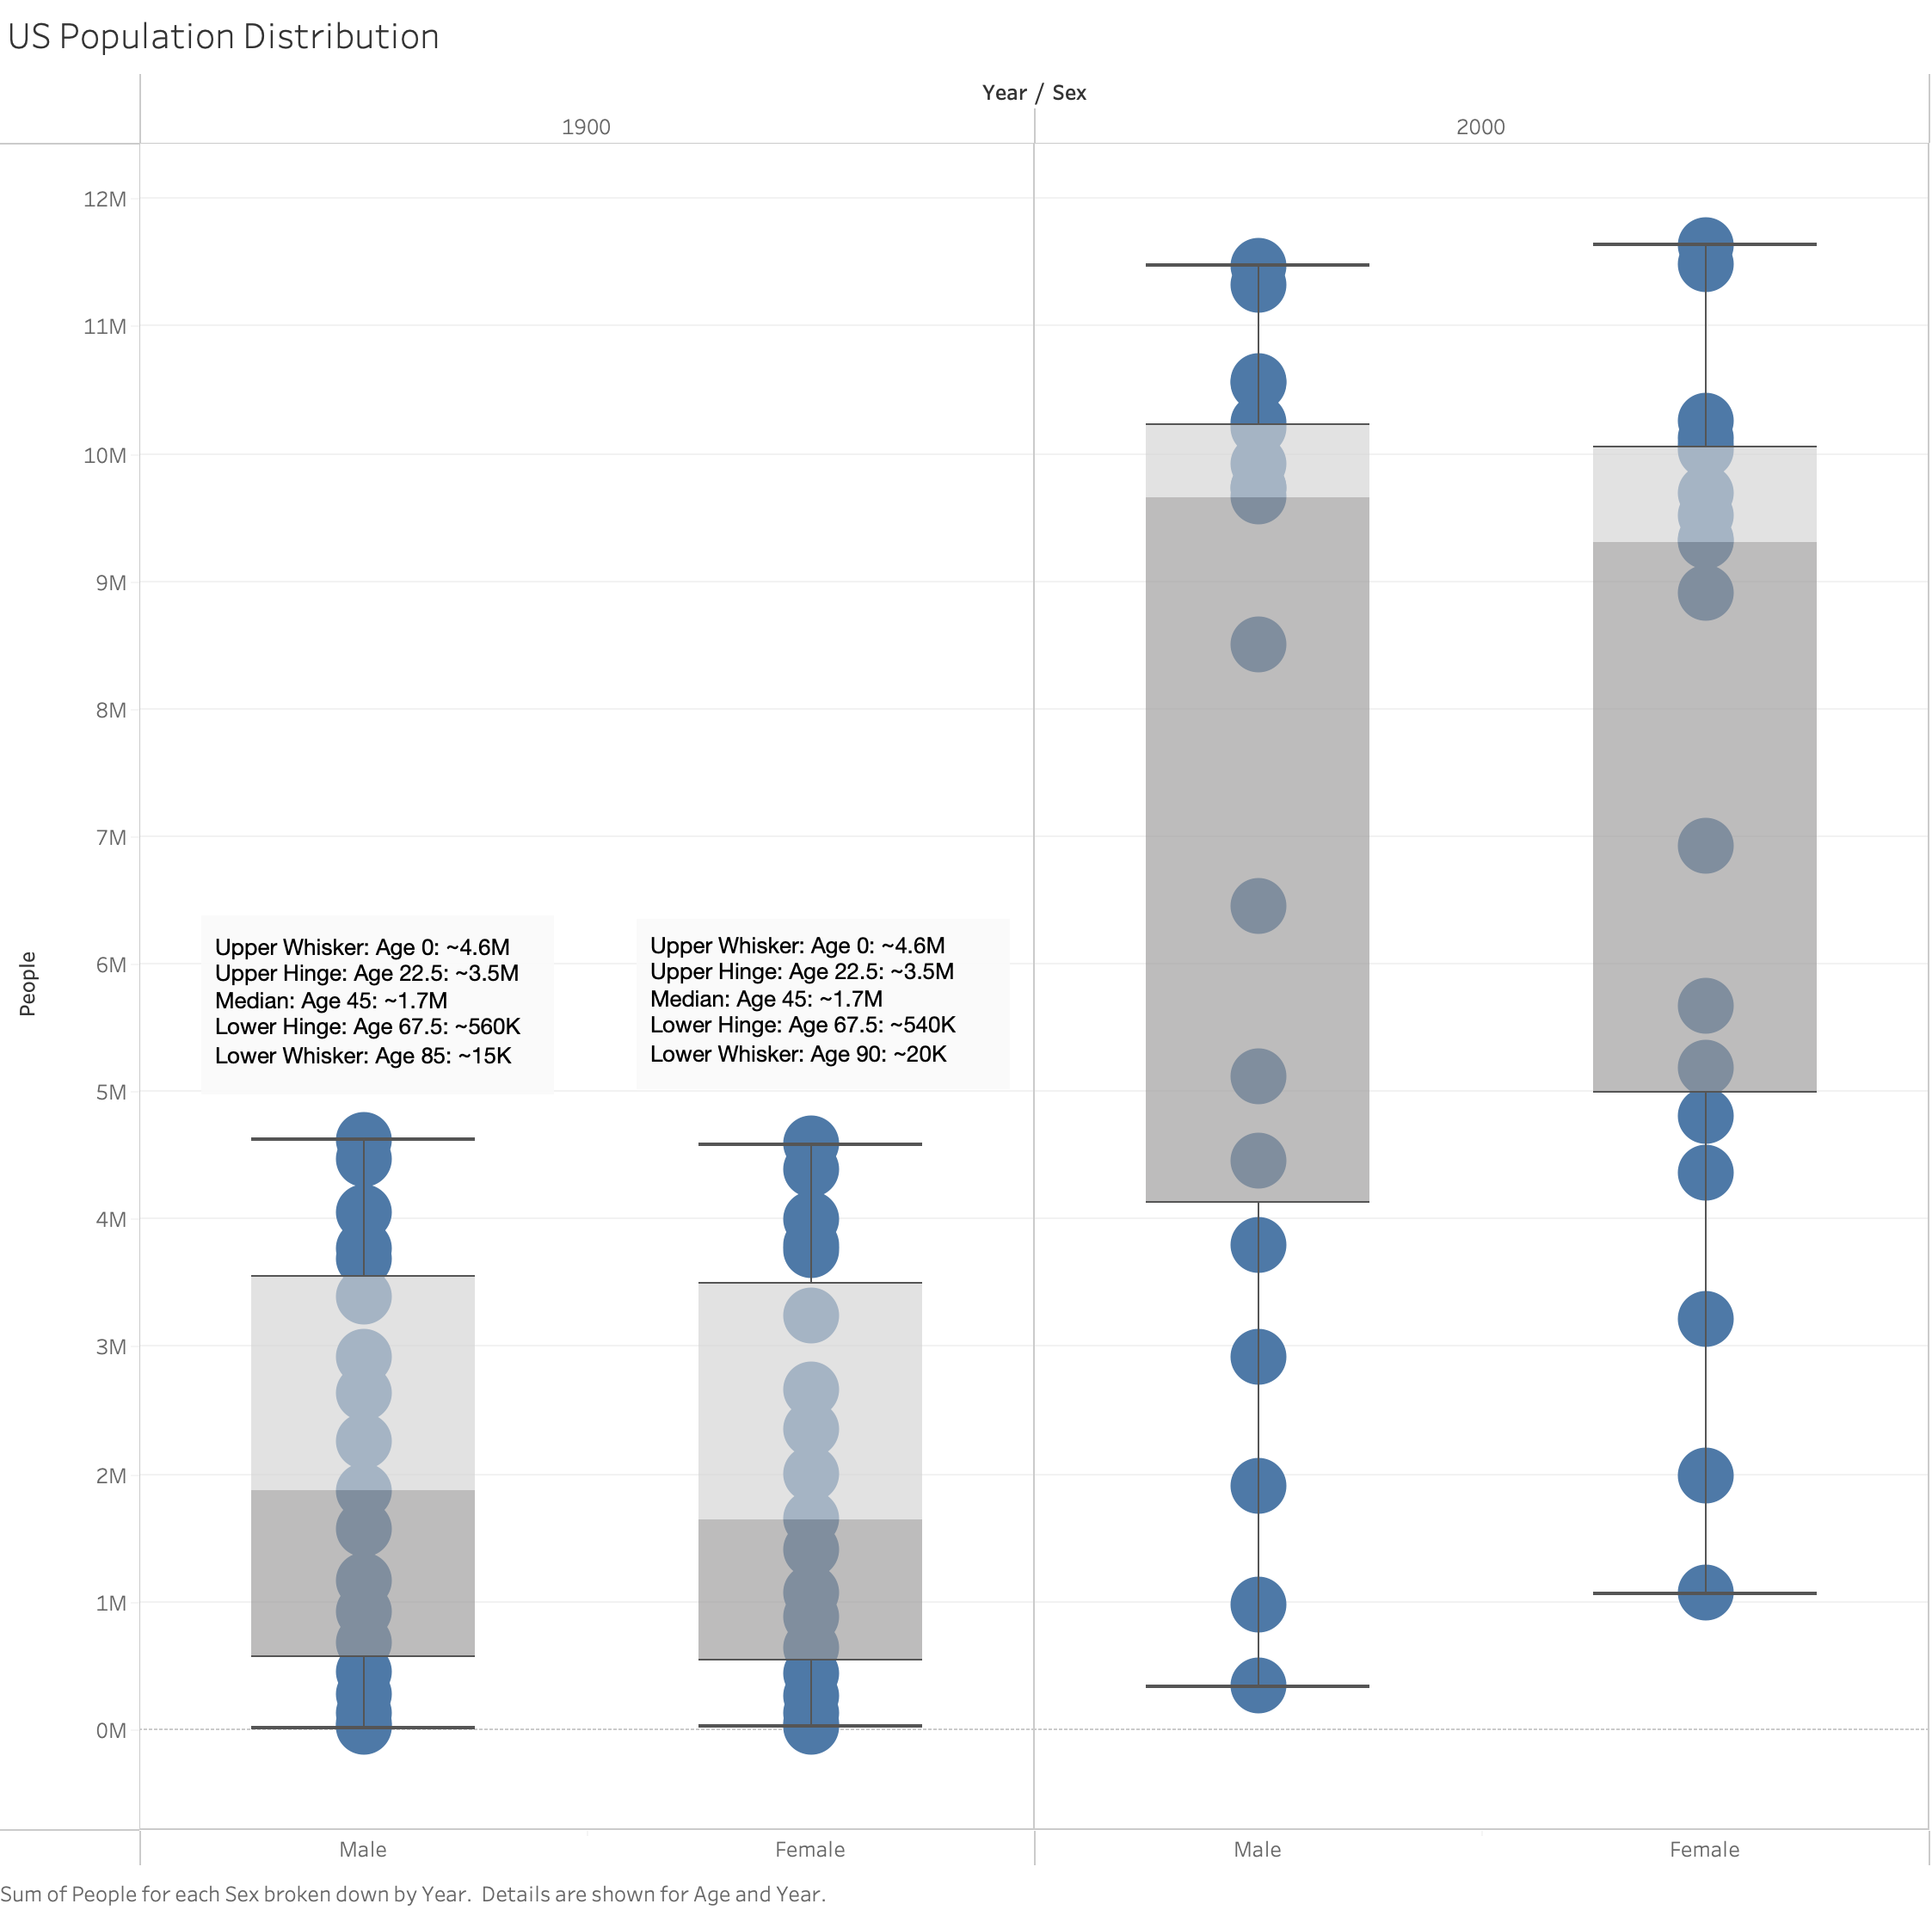 US Population Distribution
Year / Sex
1900
2000
12M
11M
10M
9M
8M
7M
6M
5M
4M
3M
2M
1M
0M
People
Upper Whisker: Age 0: ~4.6M
Upper Hinge: Age 22.5: ~3.5M
Median: Age 45: ~1.7M
Lower Hinge: Age 67.5: ~560K
Lower Whisker: Age 85: ~15K
Upper Whisker: Age 0: ~4.6M
Upper Hinge: Age 22.5: ~3.5M
Median: Age 45: ~1.7M
Lower Hinge: Age 67.5: ~540K
Lower Whisker: Age 90: ~20K
Male
Female
Male
Female
Sum of People for each Sex broken down by Year. Details are shown for Age and Year.